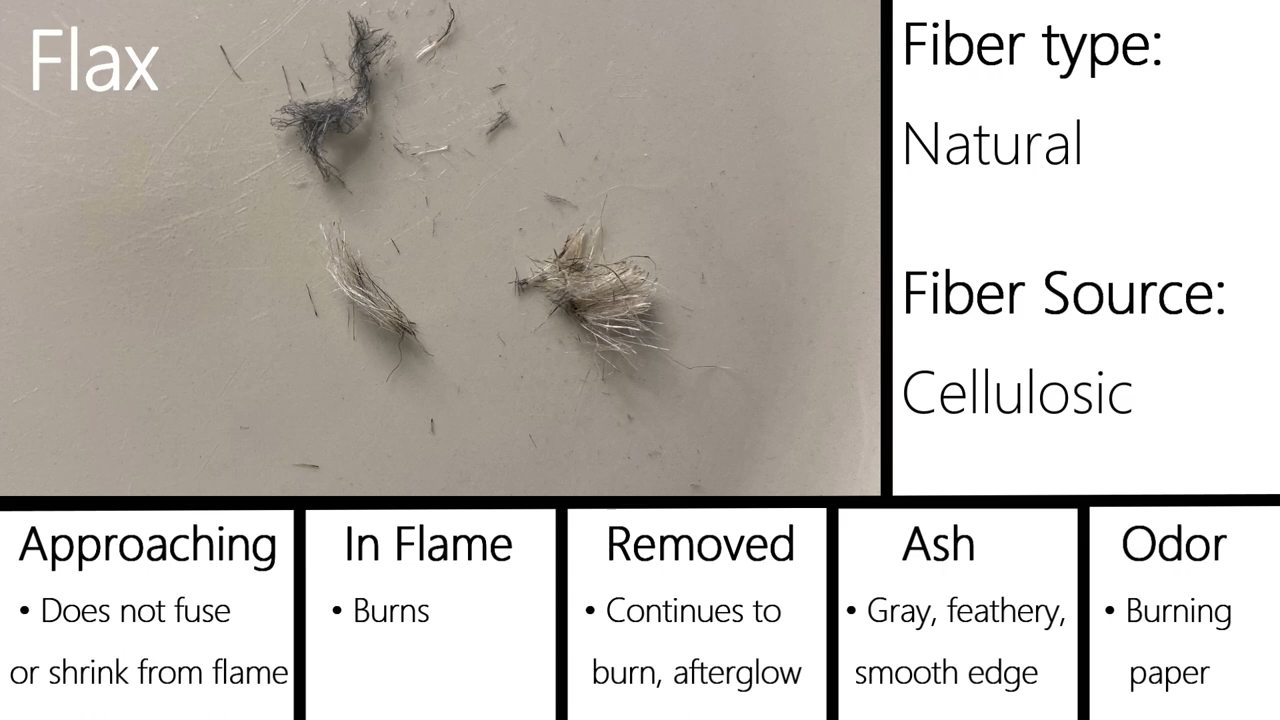 Flax
Fiber type:
Natural
Fiber Source:
Cellulosic
Approaching
• Does not fuse
or shrink from flame
In Flame
• Burns
Removed
• Continues to
burn, afterglow
Ash
• Gray, feathery,
smooth edge
Odor
• Burning
paper